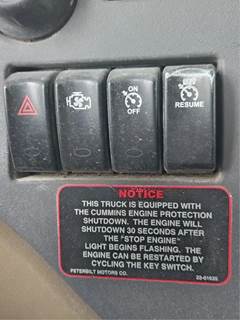 ON
OFF
RESUME
NOTICE
THIS TRUCK IS EQUIPPED WITH
THE CUMMINS ENGINE PROTECTION
SHUTDOWN. THE ENGINE WILL
SHUTDOWN 30 SECONDS AFTER
THE "STOP ENGINE"
LIGHT BEGINS FLASHING. THE
ENGINE CAN BE RESTARTED BY
CYCLING THE KEY SWITCH.
PETERBILT MOTORS CO.